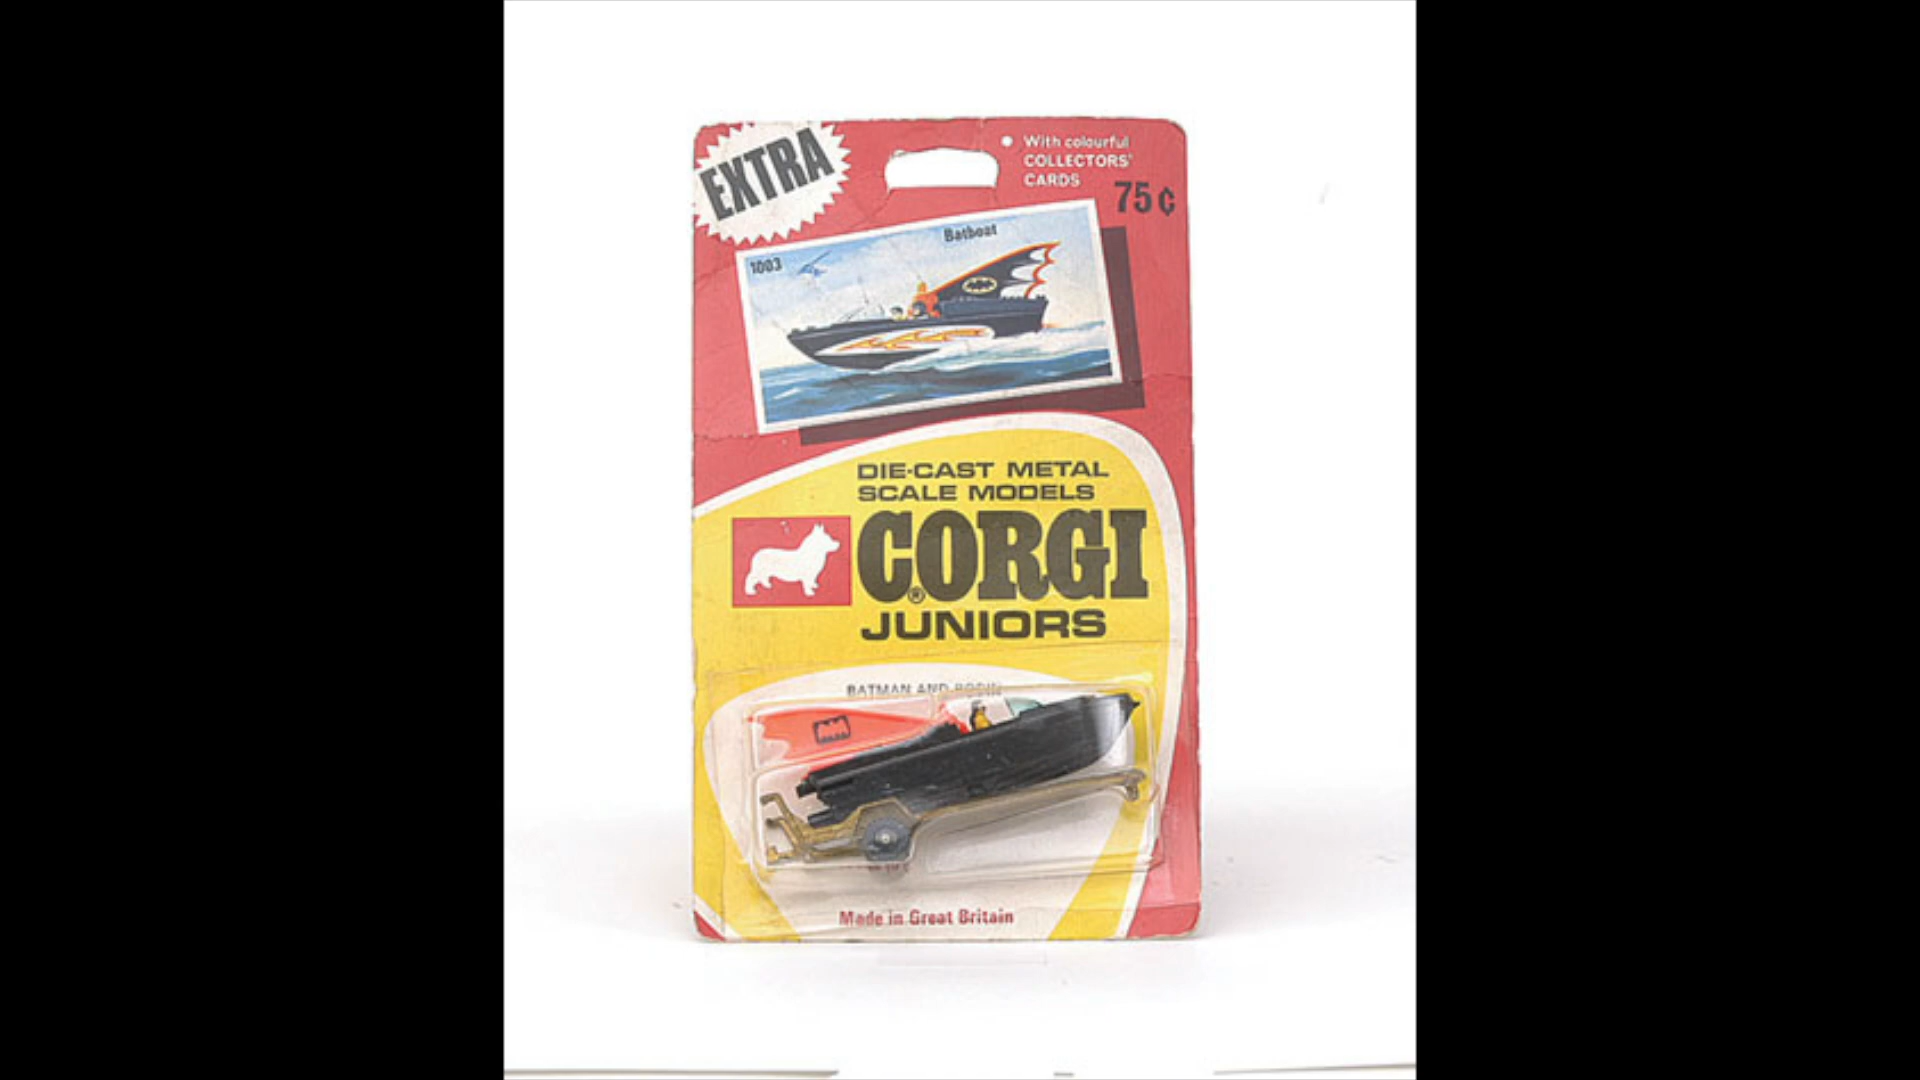 EXTRA
With colourful
COLLECTORS'
CARDS
75¢
Batboat
1003
DIE-CAST METAL
SCALE MODELS
CORGI®
JUNIORS
BATMAN AND ROBIN
Made in Great Britain